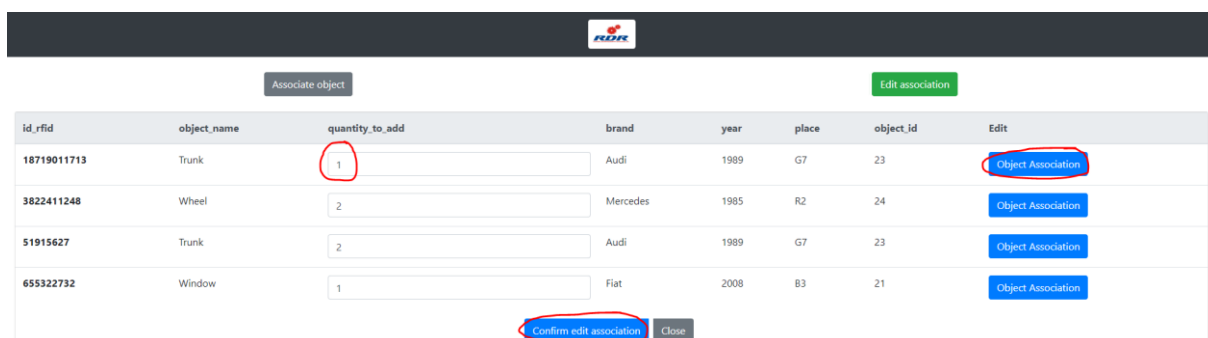 RDR
Associate object Edit association
id_rfid object_name quantity_to_add brand year place object_id Edit
18719011713 Trunk 1 Audi 1989 G7 23 Object Association
3822411248 Wheel 2 Mercedes 1985 R2 24 Object Association
51915627 Trunk 2 Audi 1989 G7 23 Object Association
655322732 Window 1 Fiat 2008 B3 21 Object Association
Confirm edit association Close